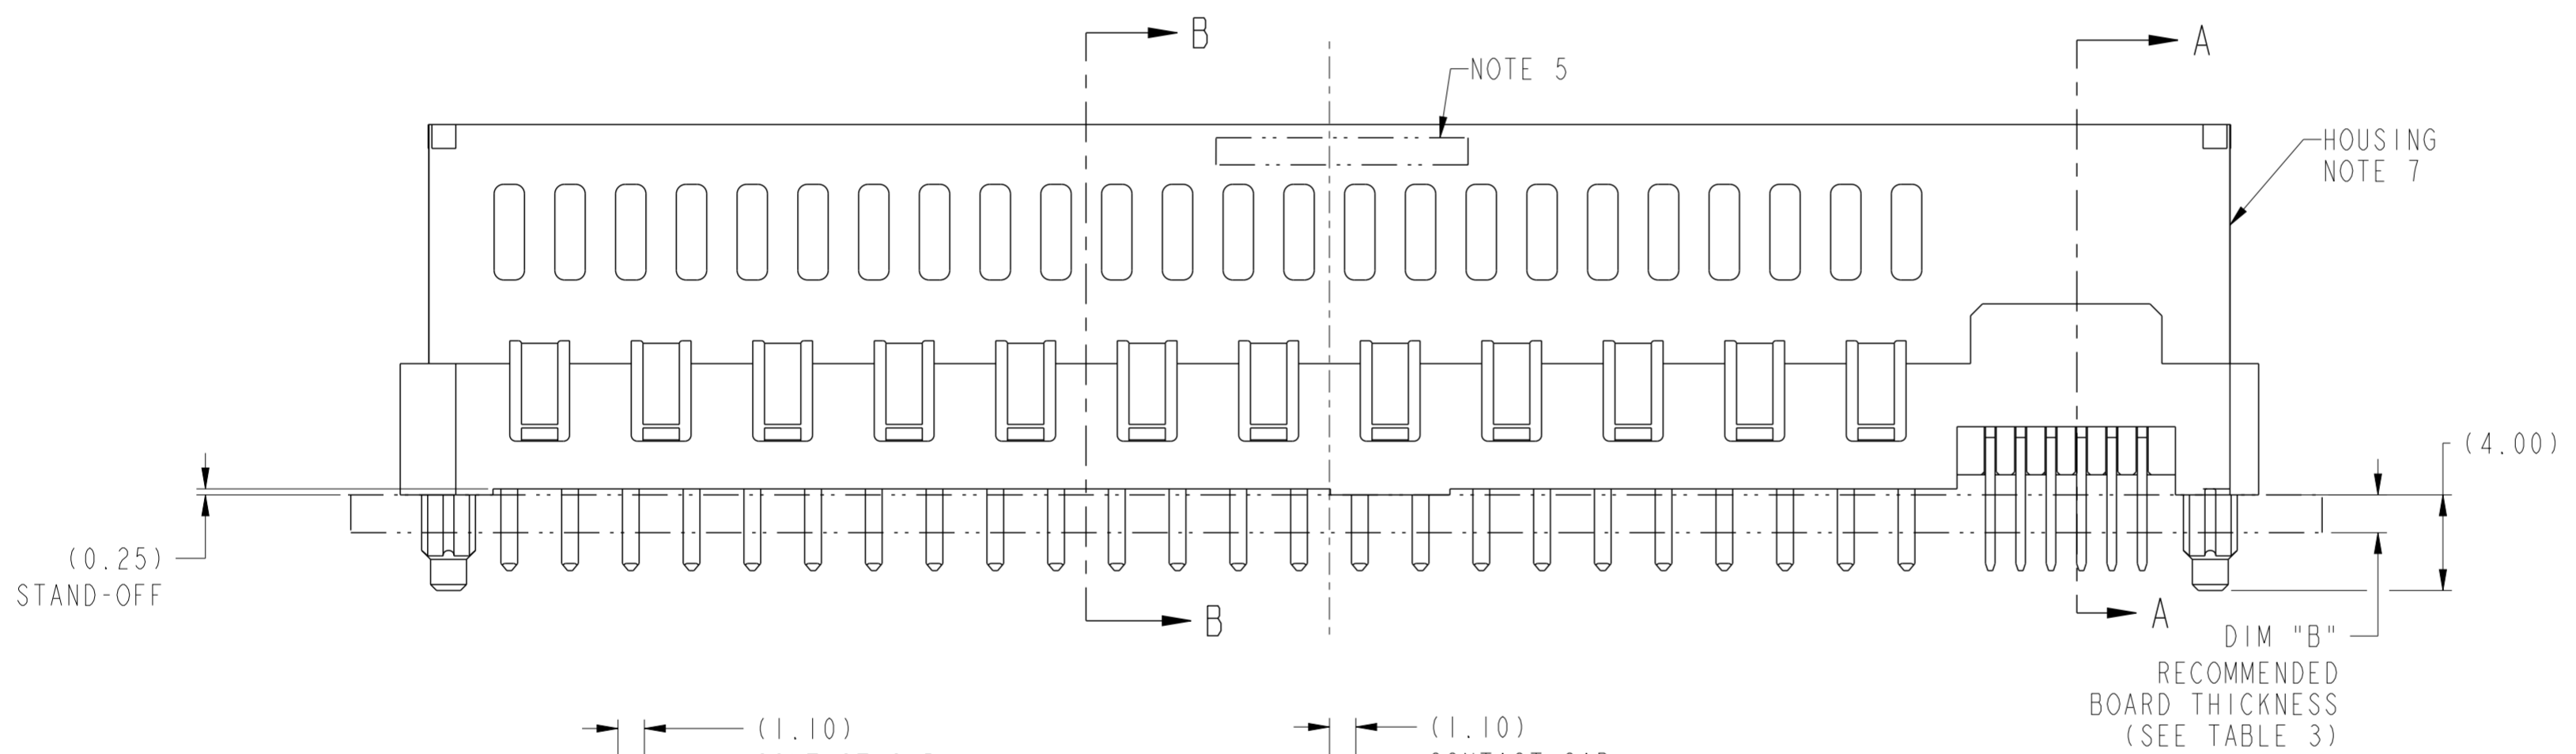 B
A
NOTE 5
HOUSING
NOTE 7
(4.00)
(0.25)
STAND-OFF
B
A
DIM "B"
RECOMMENDED
BOARD THICKNESS
(SEE TABLE 3)
(1.10)
(1.10)